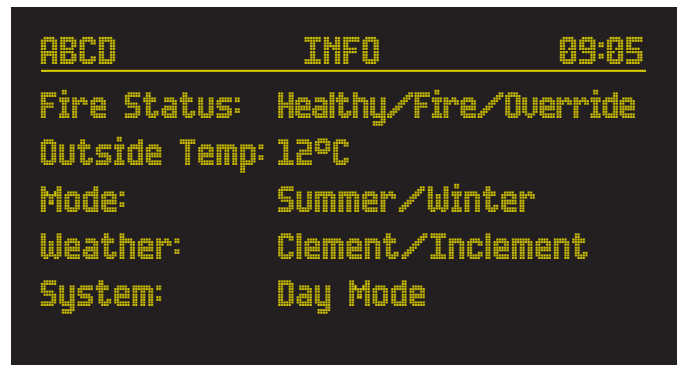 ABCD INFO 09:05
Fire Status: Healthy/Fire/Override
Outside Temp: 12ºC
Mode: Summer/Winter
Weather: Clement/Inclement
System: Day Mode